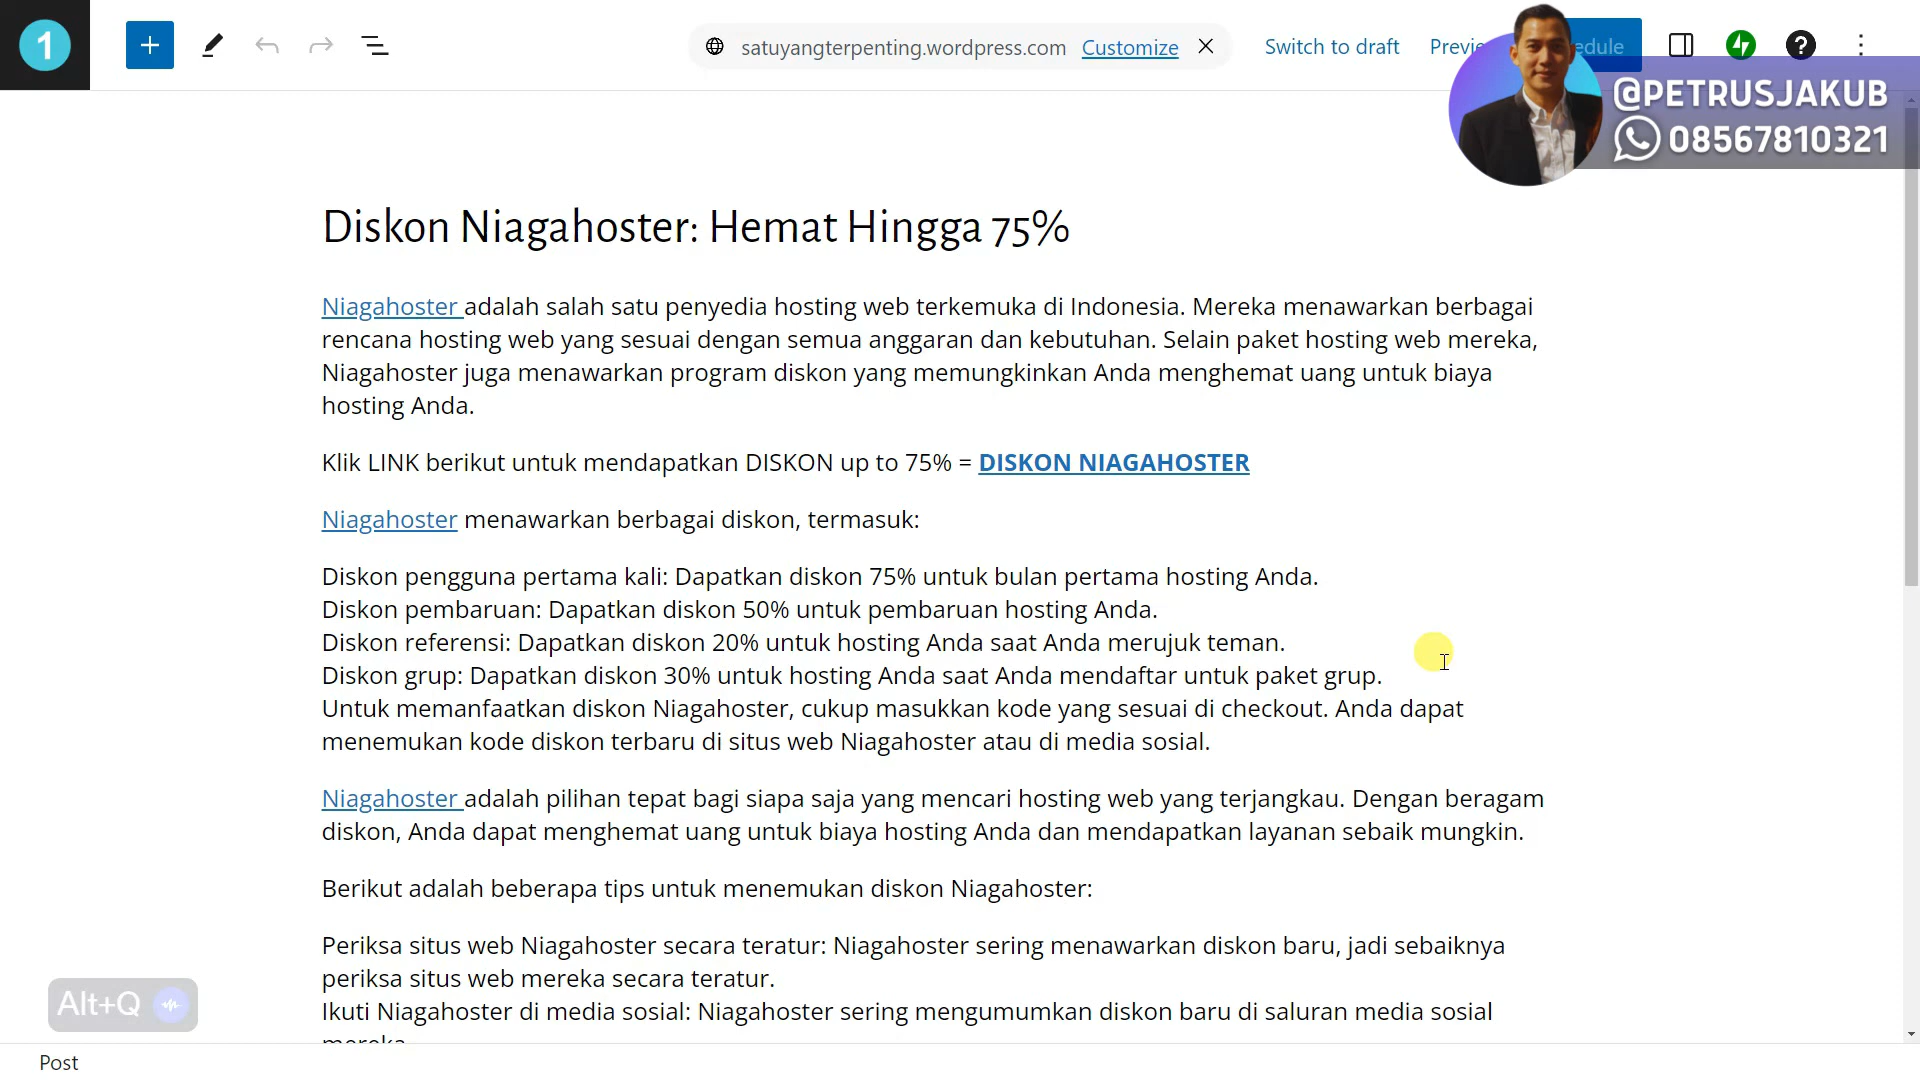 1
satuyangterpenting.wordpress.com Customize
Switch to draft
@PETRUSJAKUB
08567810321
Diskon Niagahoster: Hemat Hingga 75%
Niagahoster adalah salah satu penyedia hosting web terkemuka di Indonesia. Mereka menawarkan berbagai
rencana hosting web yang sesuai dengan semua anggaran dan kebutuhan. Selain paket hosting web mereka,
Niagahoster juga menawarkan program diskon yang memungkinkan Anda menghemat uang untuk biaya
hosting Anda.
Klik LINK berikut untuk mendapatkan DISKON up to 75% = DISKON NIAGAHOSTER
Niagahoster menawarkan berbagai diskon, termasuk:
Diskon pengguna pertama kali: Dapatkan diskon 75% untuk bulan pertama hosting Anda.
Diskon pembaruan: Dapatkan diskon 50% untuk pembaruan hosting Anda.
Diskon referensi: Dapatkan diskon 20% untuk hosting Anda saat Anda merujuk teman.
Diskon grup: Dapatkan diskon 30% untuk hosting Anda saat Anda mendaftar untuk paket grup.
Untuk memanfaatkan diskon Niagahoster, cukup masukkan kode yang sesuai di checkout. Anda dapat
menemukan kode diskon terbaru di situs web Niagahoster atau di media sosial.
Niagahoster adalah pilihan tepat bagi siapa saja yang mencari hosting web yang terjangkau. Dengan beragam
diskon, Anda dapat menghemat uang untuk biaya hosting Anda dan mendapatkan layanan sebaik mungkin.
Berikut adalah beberapa tips untuk menemukan diskon Niagahoster:
Periksa situs web Niagahoster secara teratur: Niagahoster sering menawarkan diskon baru, jadi sebaiknya
periksa situs web mereka secara teratur.
Ikuti Niagahoster di media sosial: Niagahoster sering mengumumkan diskon baru di saluran media sosial
Alt+Q
Post